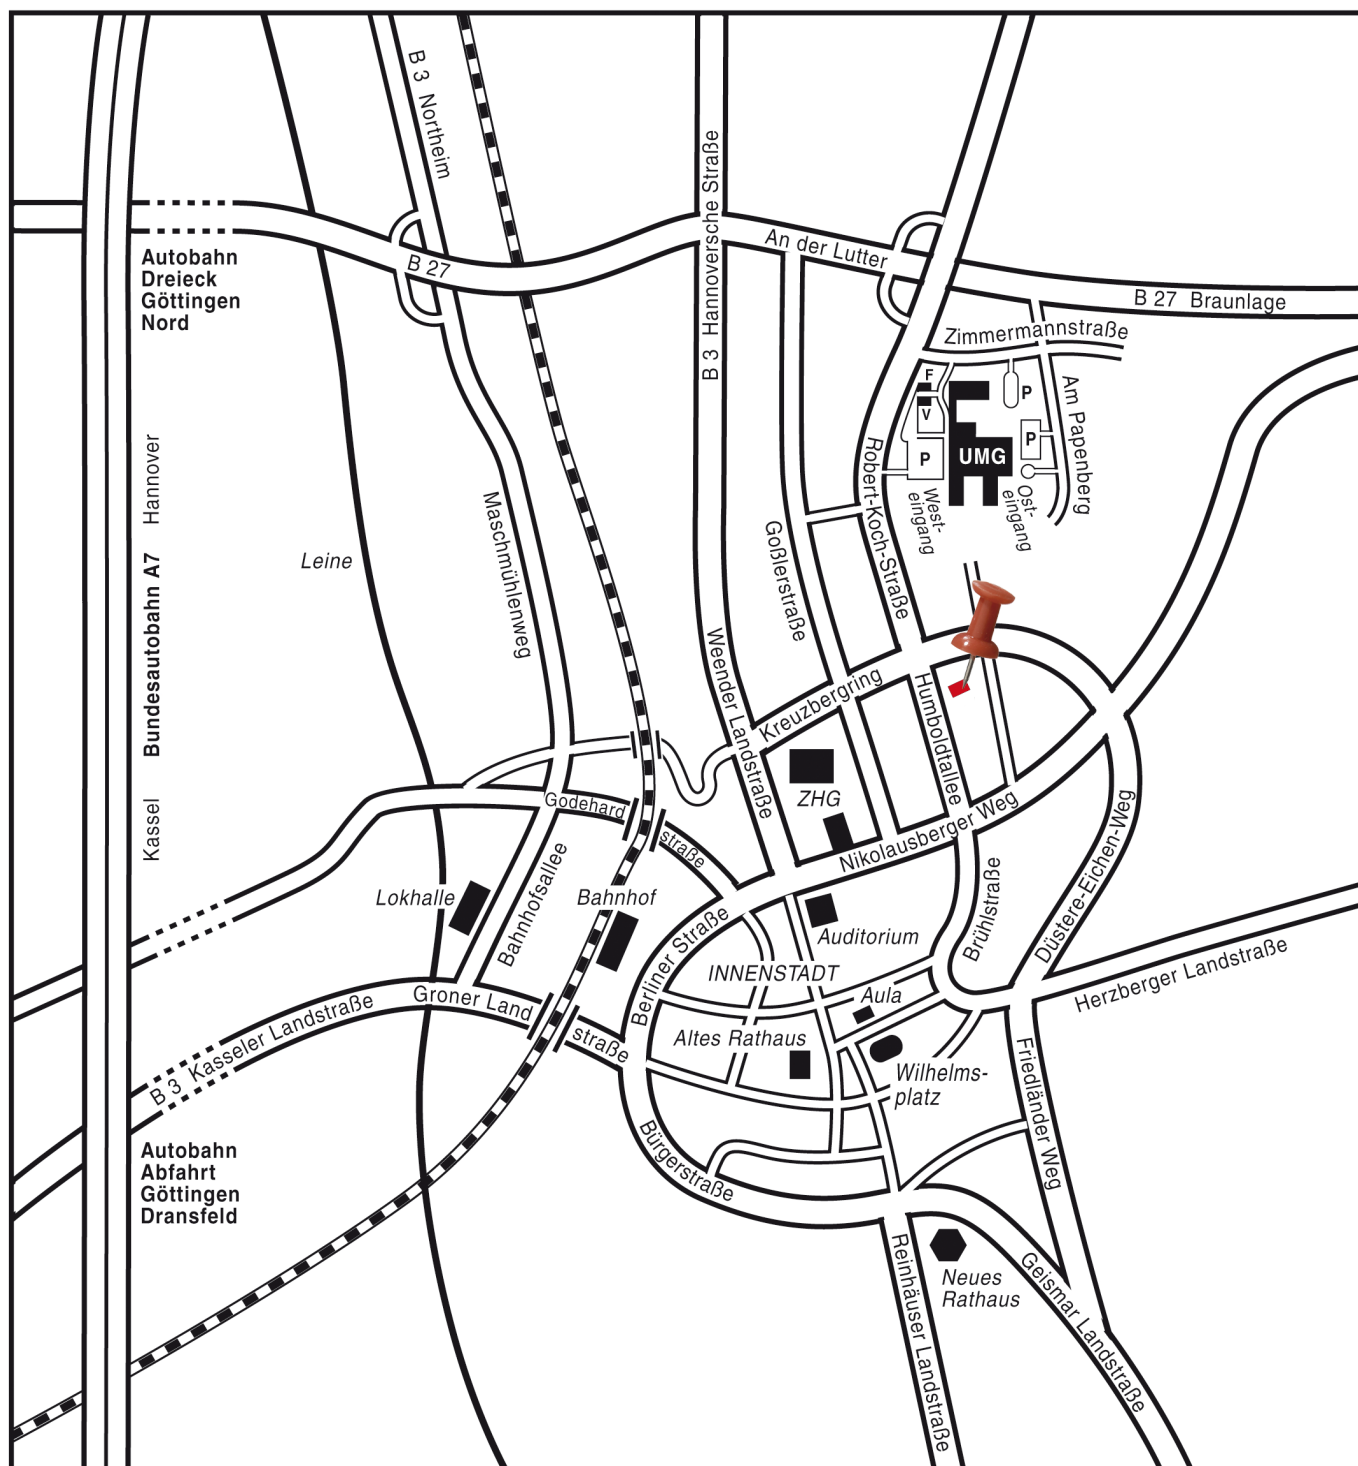 B 3 Northeim
B 3 Hannoversche Straße
An der Lutter
Autobahn
Dreieck
Göttingen
Nord
B 27
B 27 Braunlage
Zimmermannstraße
F
V
P
P
P
UMG
Am Papenberg
West-
eingang
Ost-
eingang
Robert-Koch-Straße
Hannover
Bundesautobahn A7
Kassel
Leine
Maschmühlenweg
Goßlerstraße
Weender Landstraße
Kreuzbergring
Humboldtallee
ZHG
Godehard
straße
Nikolausberger Weg
Düstere-Eichen-Weg
Lokhalle
Bahnhofsallee
Bahnhof
Berliner Straße
Auditorium
Brühlstraße
INNENSTADT
Herzberger Landstraße
Aula
B 3 Kasseler Landstraße
Groner Land
straße
Altes Rathaus
Wilhelms-
platz
Friedländer Weg
Autobahn
Abfahrt
Göttingen
Dransfeld
Bürgerstraße
Reinhäuser Landstraße
Neues
Rathaus
Geismar Landstraße